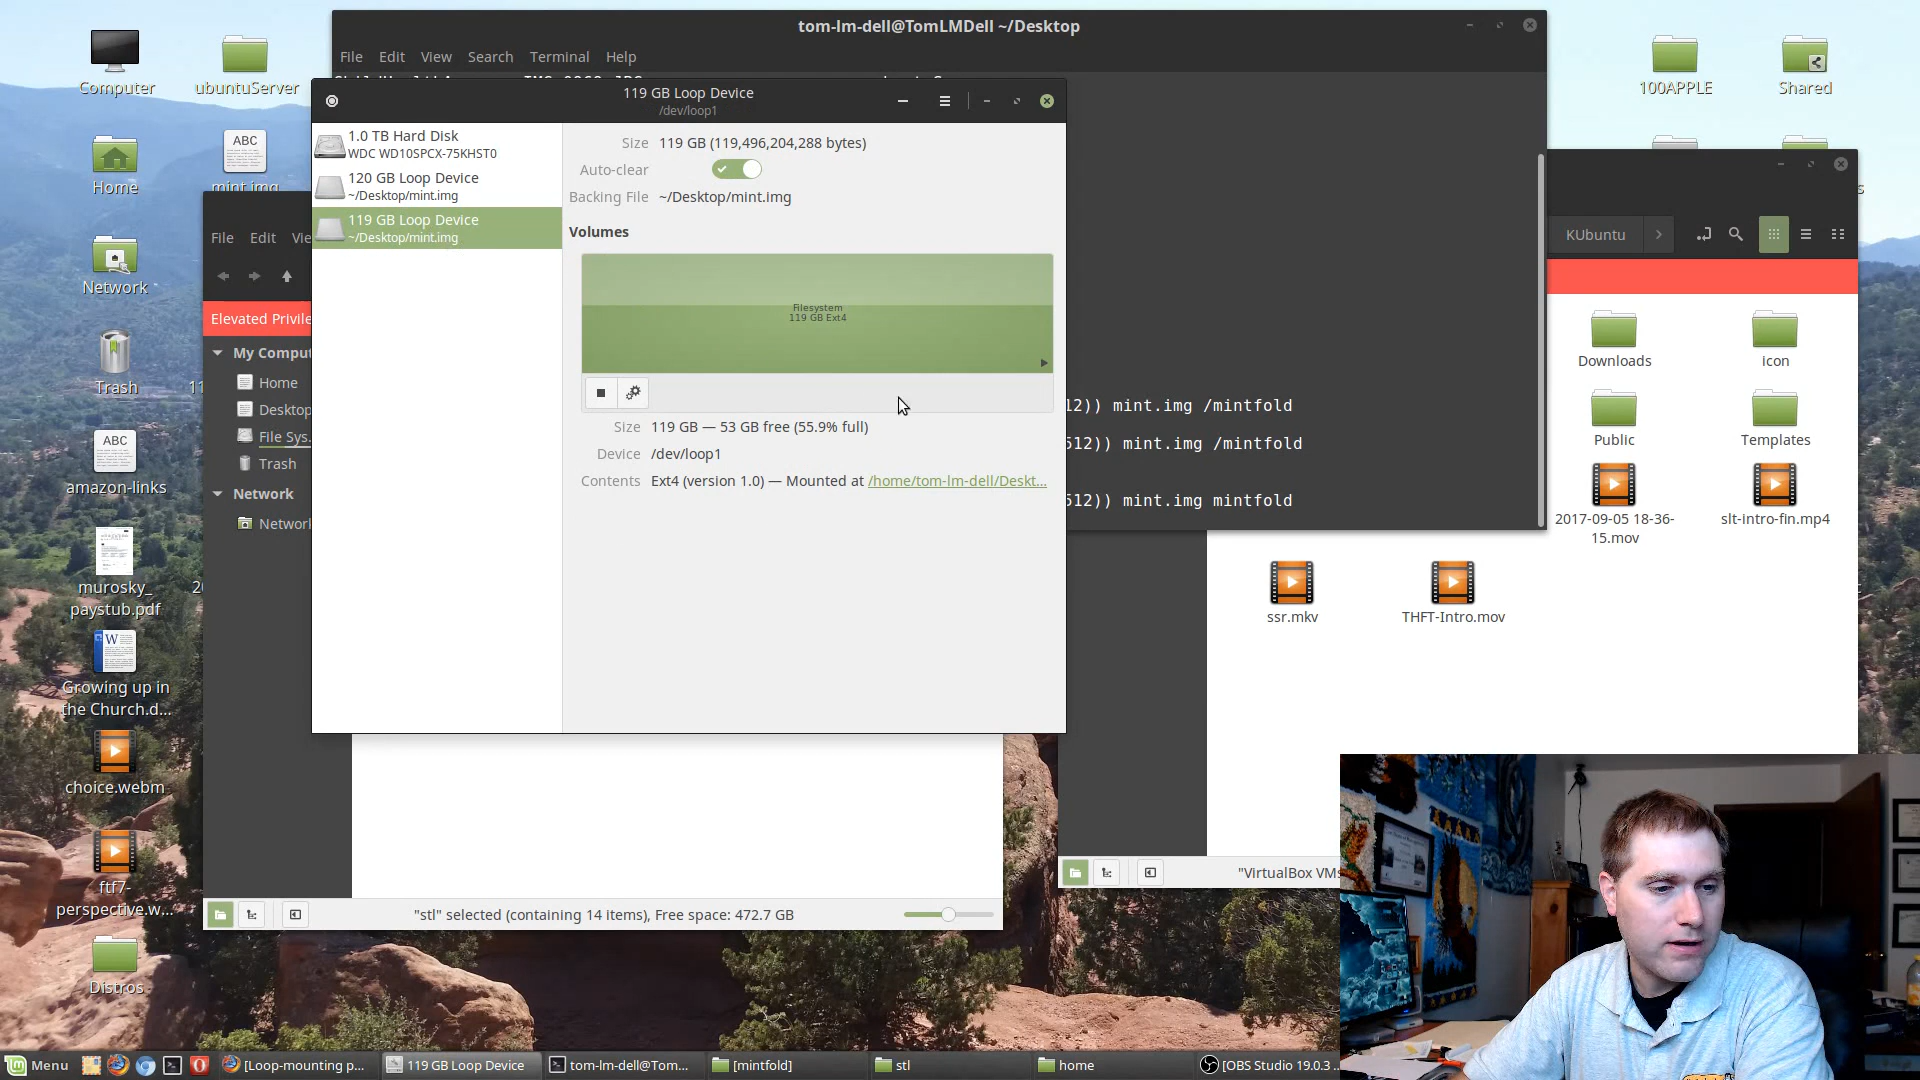 tom-lm-dell@TomLMDell ~/Desktop
File Edit View Search Terminal Help
12)) mint.img /mintfold
512)) mint.img /mintfold
512)) mint.img mintfold
119 GB Loop Device
/dev/loop1
1.0 TB Hard Disk
WDC WD10SPCX-75KHST0
120 GB Loop Device
~/Desktop/mint.img
119 GB Loop Device
~/Desktop/mint.img
Size 119 GB (119,496,204,288 bytes)
Auto-clear
Backing File ~/Desktop/mint.img
Volumes
Filesystem
119 GB Ext4
Size 119 GB — 53 GB free (55.9% full)
Device /dev/loop1
Contents Ext4 (version 1.0) — Mounted at /home/tom-lm-dell/Deskt...
Computer
ubuntuServer
Home
ABC
mint.img
Network
Trash
ABC
amazon-links
murosky_
paystub.pdf
Growing up in
the Church.d...
choice.webm
ftf7-
perspective.w...
Distros
100APPLE
Shared
File Edit Vie
Elevated Privile
My Comput
Home
Desktop
File Sys.
Trash
Network
Network
"stl" selected (containing 14 items), Free space: 472.7 GB
KUbuntu
Downloads
icon
Public
Templates
2017-09-05 18-36-
15.mov
slt-intro-fin.mp4
ssr.mkv
THFT-Intro.mov
"VirtualBox VMs
Menu
[Loop-mounting p...
119 GB Loop Device
tom-lm-dell@Tom...
[mintfold]
stl
home
[OBS Studio 19.0.3 ...